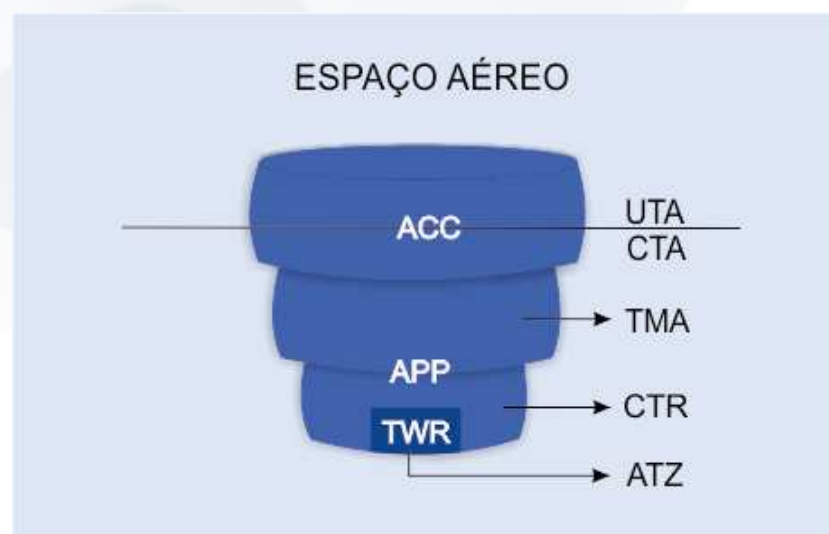 ESPAÇO AÉREO
ACC
UTA
CTA
TMA
APP
CTR
TWR
ATZ